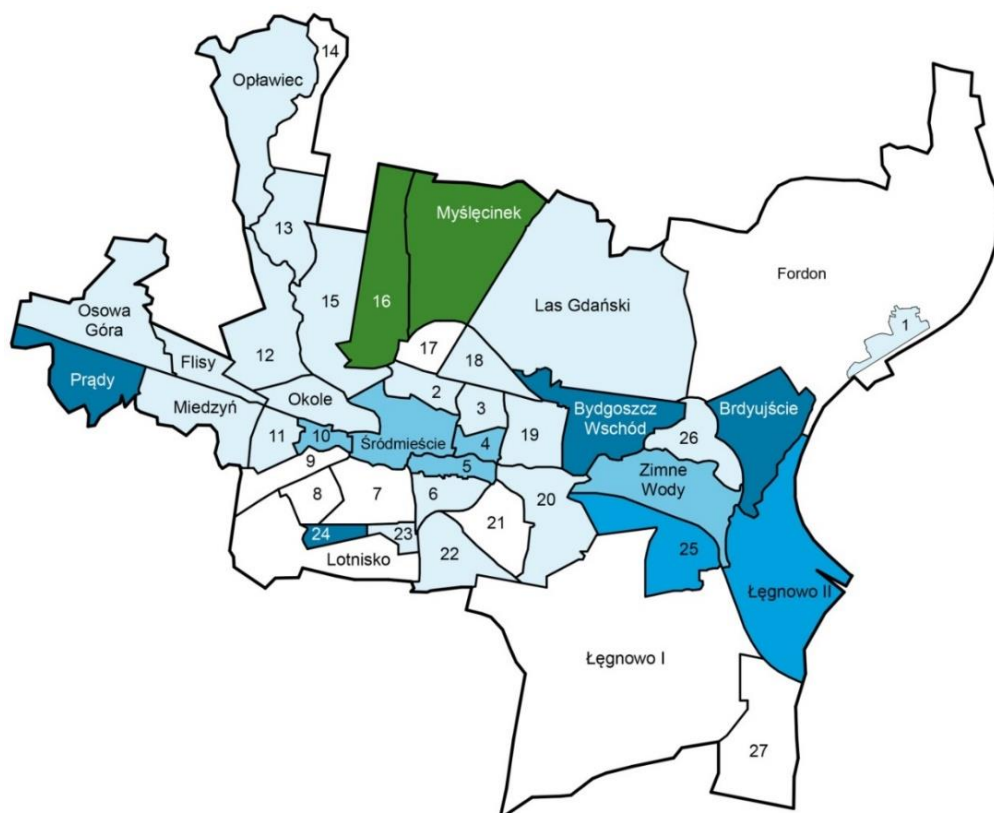 14
Opławiec
Myślęcinek
13
Las Gdański
Fordon
15
16
Osowa
Góra
1
17
12
18
Flisy
Prądy
Miedzyń
Okole
2
3
Bydgoszcz
Wschód
Brdyujście
11
10
Śródmieście
4
19
26
9
5
Zimne
Wody
8
7
6
20
21
24
23
22
25
Lotnisko
Łęgnowo II
Łęgnowo I
27